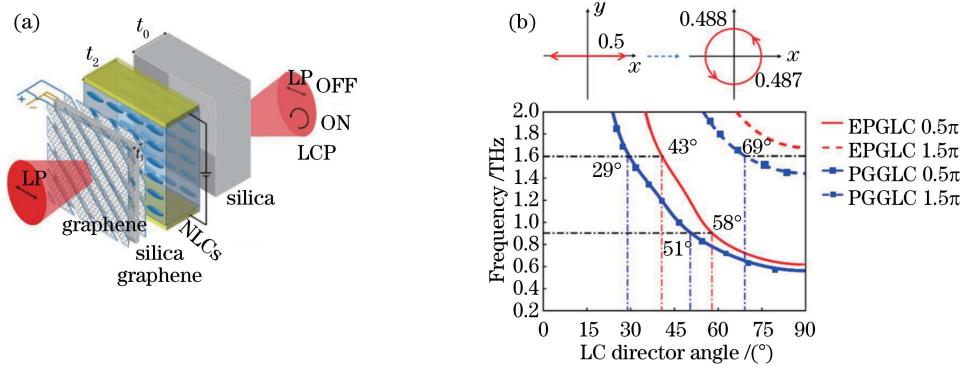 (a)
t₀
t₂
LP OFF
ON
LCP
t₁
LP
graphene
silica
graphene
NLCs
silica
(b)
y
0.5
x
0.488
x
0.487
Frequency /THz
2.0
1.8
1.6
1.4
1.2
1.0
0.8
0.6
0.4
0.2
43°
69°
29°
58°
51°
0 15 30 45 60 75 90
LC director angle /(°)
EPGLC 0.5π
EPGLC 1.5π
PGGLC 0.5π
PGGLC 1.5π